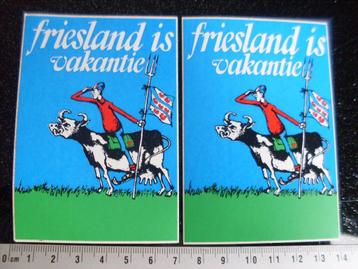 friesland is
vakantie
friesland is
vakantie
0 cm 1 2 3 4 5 6 7 8 9 10 11 12 13 14